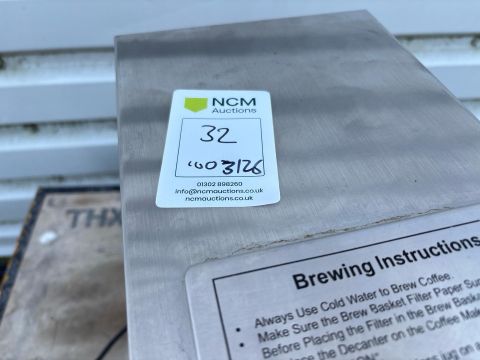 NCM
Auctions
32
01302 898260
info@ncmauctions.co.uk
ncmauctions.co.uk
THX
Brewing Instructions
• Always Use Cold Water to Brew Coffee.
• Make Sure the Brew Basket Filter Paper
• Before Placing the Filter in the Brew
the Decanter on the Coffee